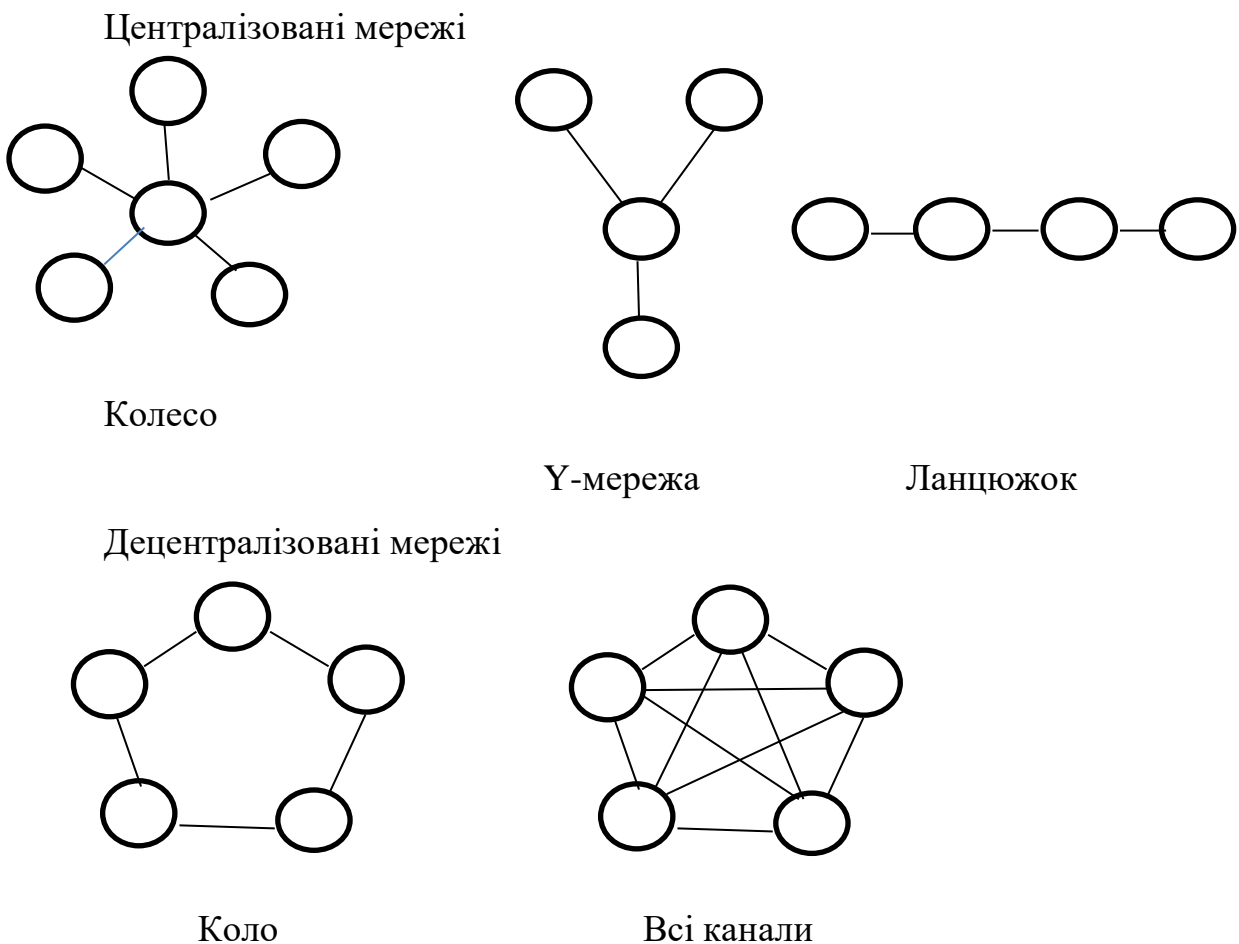 Централізовані мережі
Колесо
Y-мережа
Ланцюжок
Децентралізовані мережі
Коло
Всі канали